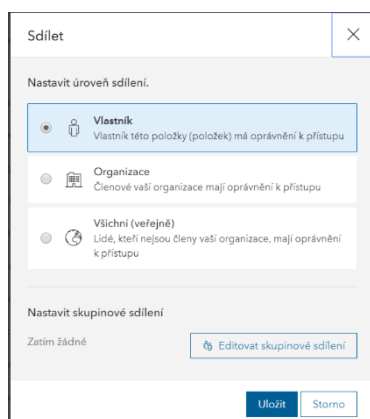 Sdílet
Nastavit úroveň sdílení.
Vlastník
Vlastník této položky (položek) má oprávnění k přístupu
Organizace
Členové vaší organizace mají oprávnění k přístupu
Všichni (veřejně)
Lidé, kteří nejsou členy vaší organizace, mají oprávnění
k přístupu
Nastavit skupinové sdílení
Zatím žádné
Editovat skupinové sdílení
Uložit
Storno